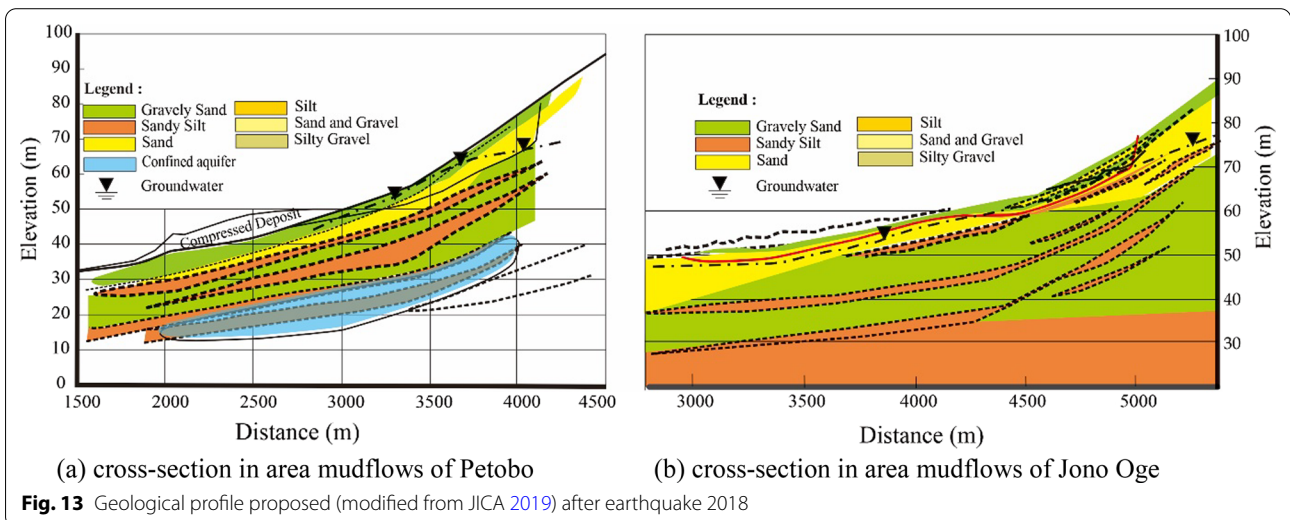 100
90
80
70
60
50
40
30
20
10
0
Elevation (m)
Legend :
Gravely Sand
Sandy Silt
Sand
Confined aquifer
Groundwater
Silt
Sand and Gravel
Silty Gravel
Compressed Deposit
1500 2000 2500 3000 3500 4000 4500
Distance (m)
(a) cross-section in area mudflows of Petobo
Legend :
Gravely Sand
Sandy Silt
Sand
Groundwater
Silt
Sand and Gravel
Silty Gravel
100
90
80
70
60
50
40
30
Elevation (m)
3000 3500 4000 4500 5000
Distance (m)
(b) cross-section in area mudflows of Jono Oge
Fig. 13 Geological profile proposed (modified from JICA 2019) after earthquake 2018